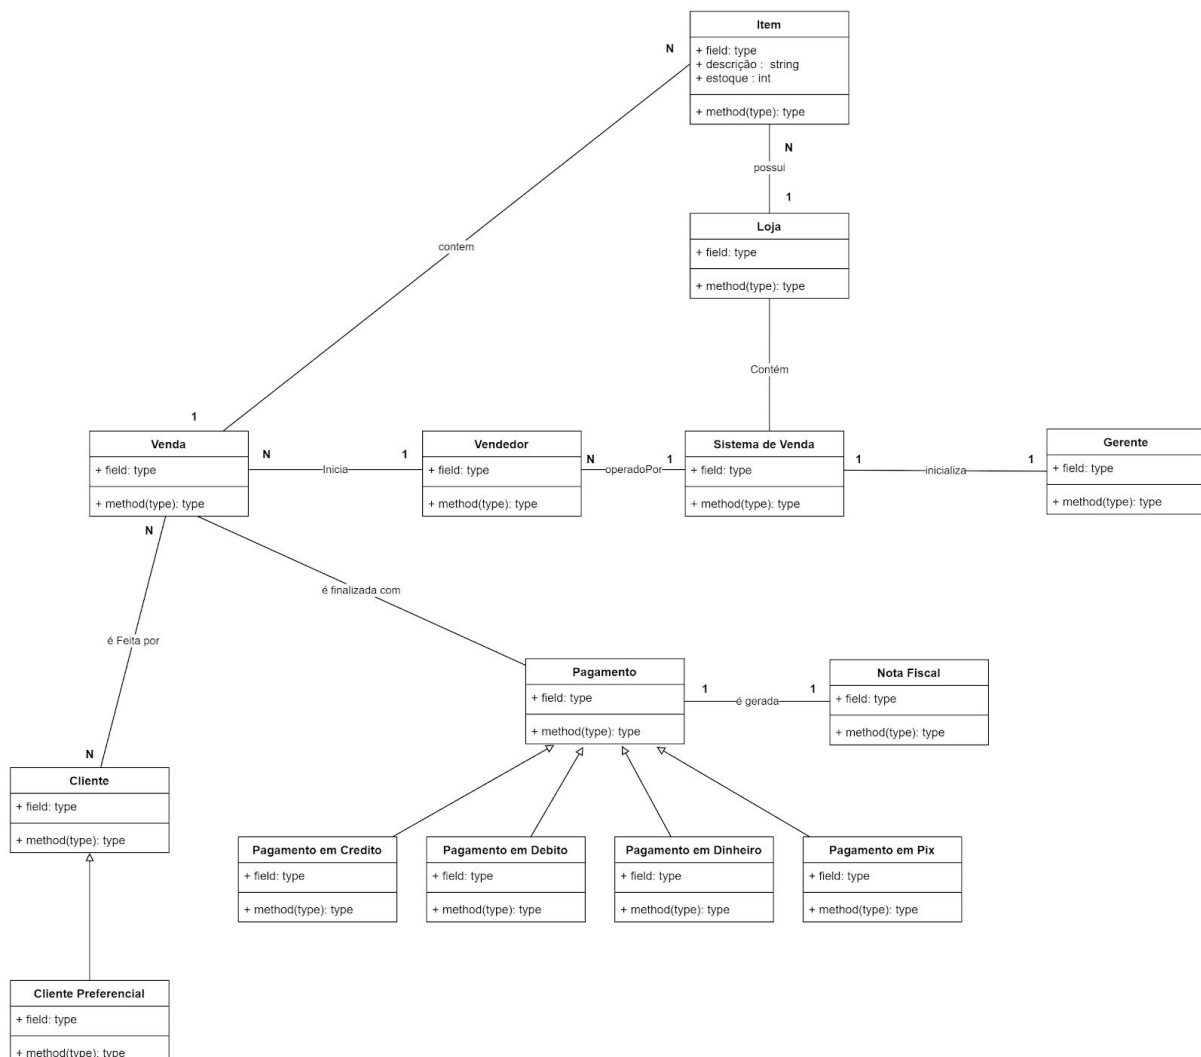 Item
+ field: type
+ descrição : string
+ estoque : int
+ method(type): type
N
N
possui
1
Loja
+ field: type
+ method(type): type
contem
Contém
1
Venda
+ field: type
+ method(type): type
N
Inicia
1
Vendedor
+ field: type
+ method(type): type
N
operadoPor
1
Sistema de Venda
+ field: type
+ method(type): type
1
inicializa
1
Gerente
+ field: type
+ method(type): type
N
é finalizada com
é Feita por
N
Pagamento
+ field: type
+ method(type): type
1
é gerada
1
Nota Fiscal
+ field: type
+ method(type): type
Cliente
+ field: type
+ method(type): type
Pagamento em Credito
+ field: type
+ method(type): type
Pagamento em Debito
+ field: type
+ method(type): type
Pagamento em Dinheiro
+ field: type
+ method(type): type
Pagamento em Pix
+ field: type
+ method(type): type
Cliente Preferencial
+ field: type
+ method(type): type